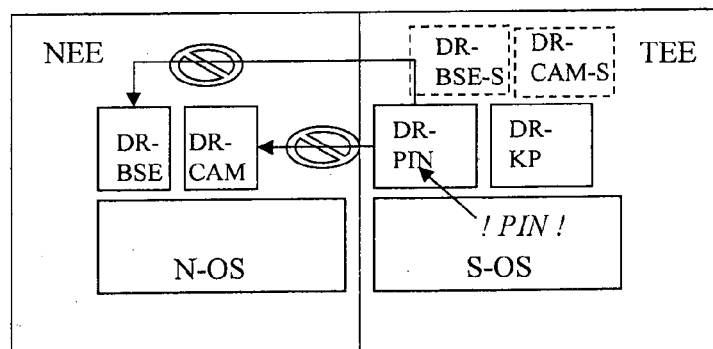 NEE
DR-
BSE-S
DR-
CAM-S
TEE
DR-
BSE
DR-
CAM
DR-
PIN
DR-
KP
! PIN !
N-OS
S-OS